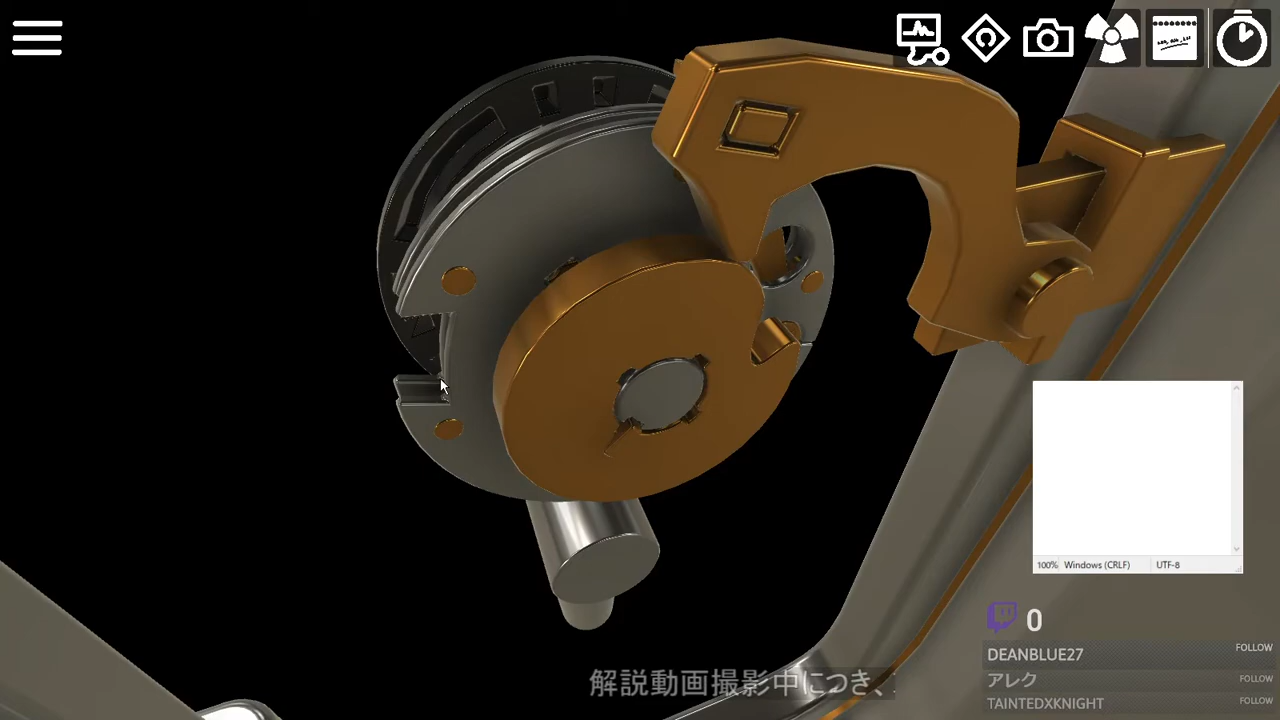 100% Windows (CRLF) UTF-8
0
DEANBLUE27 FOLLOW
アレク FOLLOW
TAINTEDXKNIGHT FOLLOW
解説動画撮影中につき、